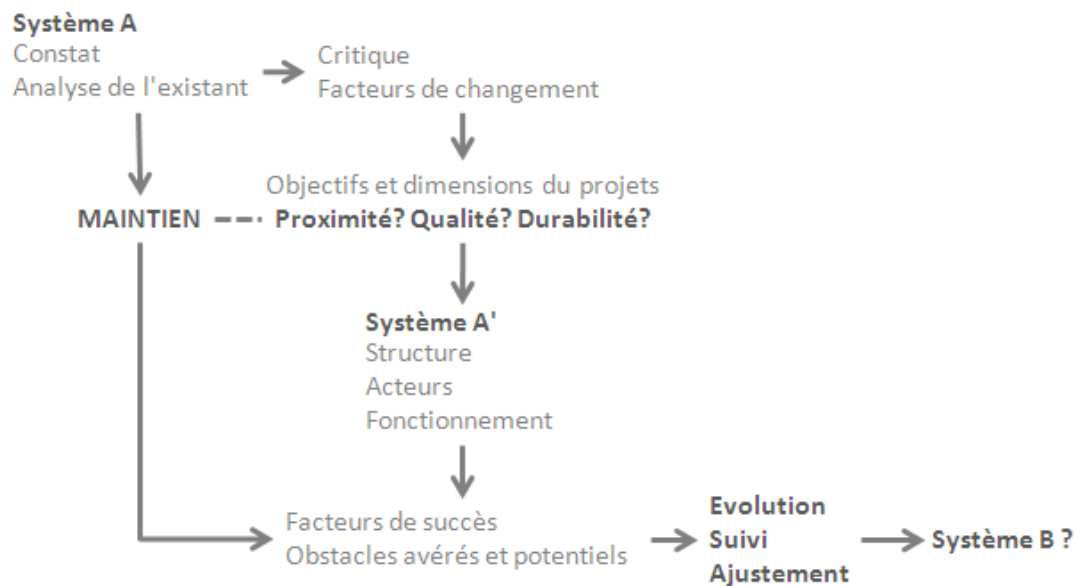 Système A
Constat
Analyse de l'existant
Critique
Facteurs de changement
Objectifs et dimensions du projets
MAINTIEN
Proximité? Qualité? Durabilité?
Système A'
Structure
Acteurs
Fonctionnement
Facteurs de succès
Obstacles avérés et potentiels
Evolution
Suivi
Ajustement
Système B ?